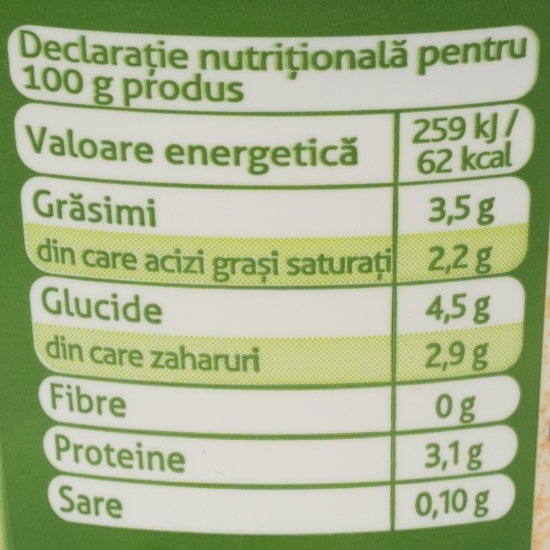 Declarație nutrițională pentru
100 g produs
Valoare energetică 259 kJ /
62 kcal
Grăsimi 3,5 g
din care acizi grași saturați 2,2 g
Glucide 4,5 g
din care zaharuri 2,9 g
Fibre 0 g
Proteine 3,1 g
Sare 0,10 g